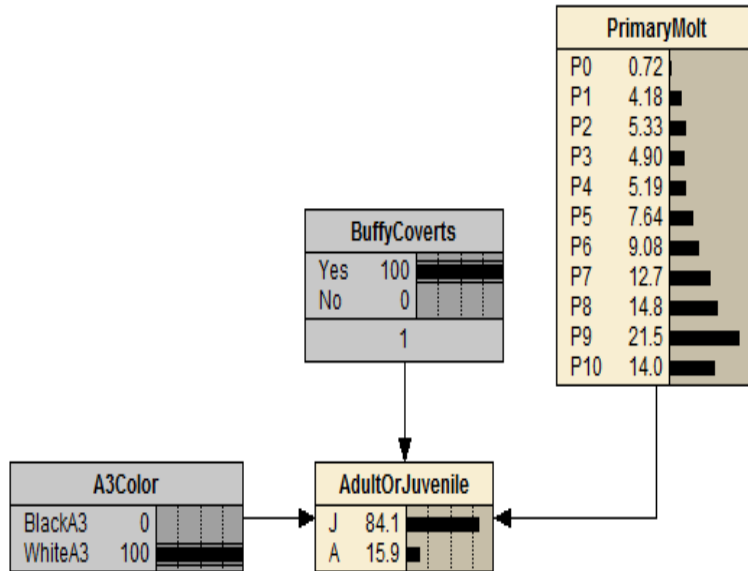 PrimaryMolt
P0 0.72
P1 4.18
P2 5.33
P3 4.90
P4 5.19
P5 7.64
P6 9.08
P7 12.7
P8 14.8
P9 21.5
P10 14.0
BuffyCoverts
Yes 100
No 0
1
A3Color
BlackA3 0
WhiteA3 100
AdultOrJuvenile
J 84.1
A 15.9